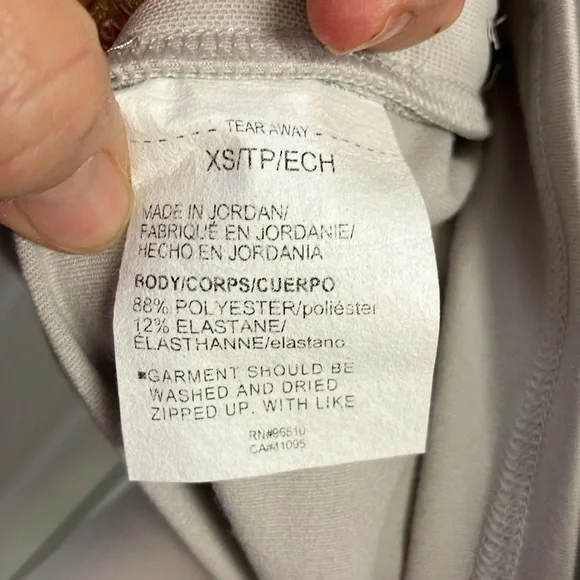 - TEAR AWAY -
XS/TP/ECH
MADE IN JORDAN/
FABRIQUÉ EN JORDANIE/
HECHO EN JORDANIA
BODY/CORPS/CUERPO
88% POLYESTER/poliéster
12% ELASTANE/
ÉLASTHANNE/elastano
*GARMENT SHOULD BE
WASHED AND DRIED
ZIPPED UP. WITH LIKE
RN#96510
CA#M1095